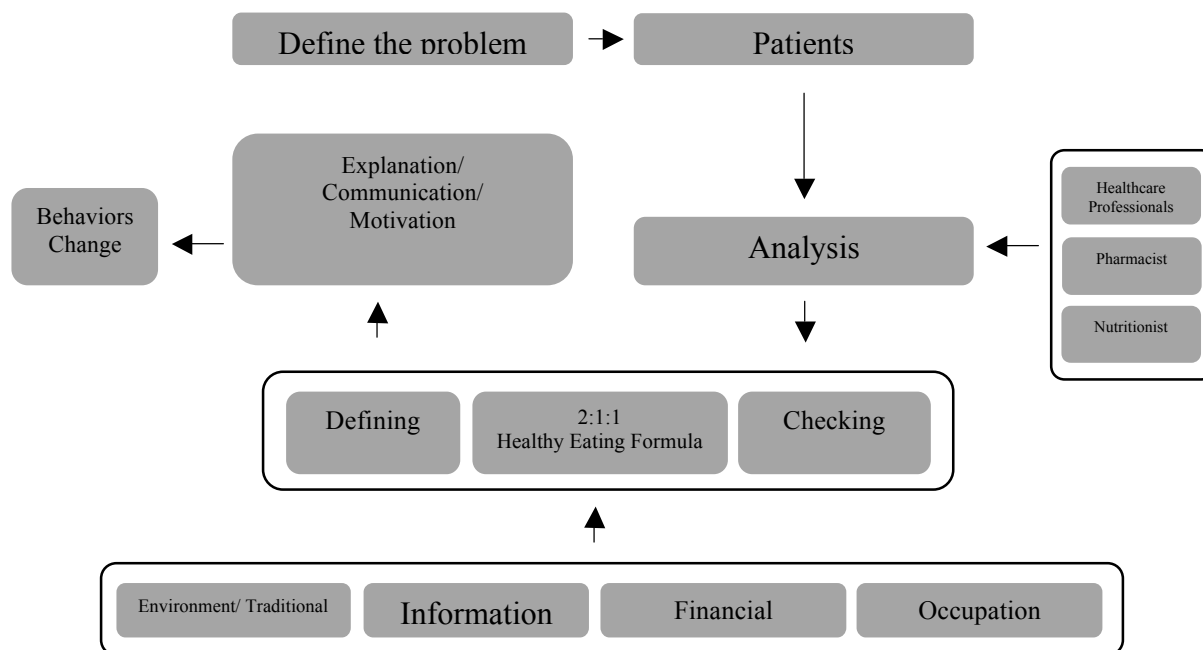 Define the problem
Patients
Explanation/
Communication/
Motivation
Behaviors
Change
Analysis
Healthcare
Professionals
Pharmacist
Nutritionist
Defining
2:1:1
Healthy Eating Formula
Checking
Environment/ Traditional
Information
Financial
Occupation